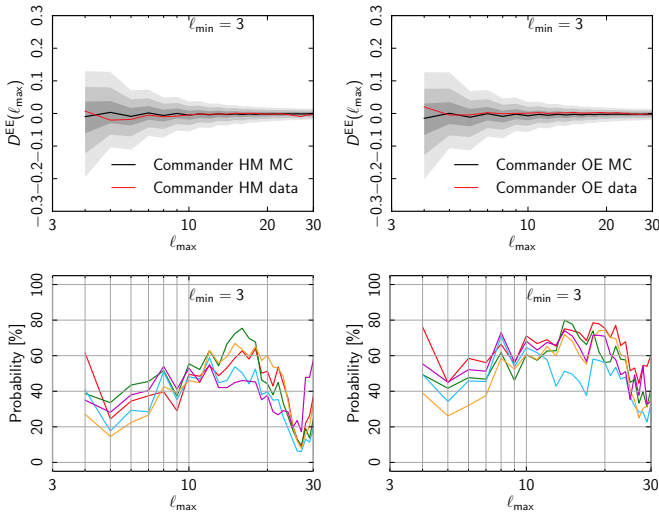 ℓmin = 3
Dᴱᴱ(ℓmax)
0.3
0.2
0.1
0.0
−0.1
−0.2
−0.3
Commander HM MC
Commander HM data
3 10 20 30
ℓmax
ℓmin = 3
Dᴱᴱ(ℓmax)
0.3
0.2
0.1
0.0
−0.1
−0.2
−0.3
Commander OE MC
Commander OE data
3 10 20 30
ℓmax
ℓmin = 3
Probability [%]
100
80
60
40
20
0
3 10 30
ℓmax
ℓmin = 3
Probability [%]
100
80
60
40
20
0
3 10 30
ℓmax